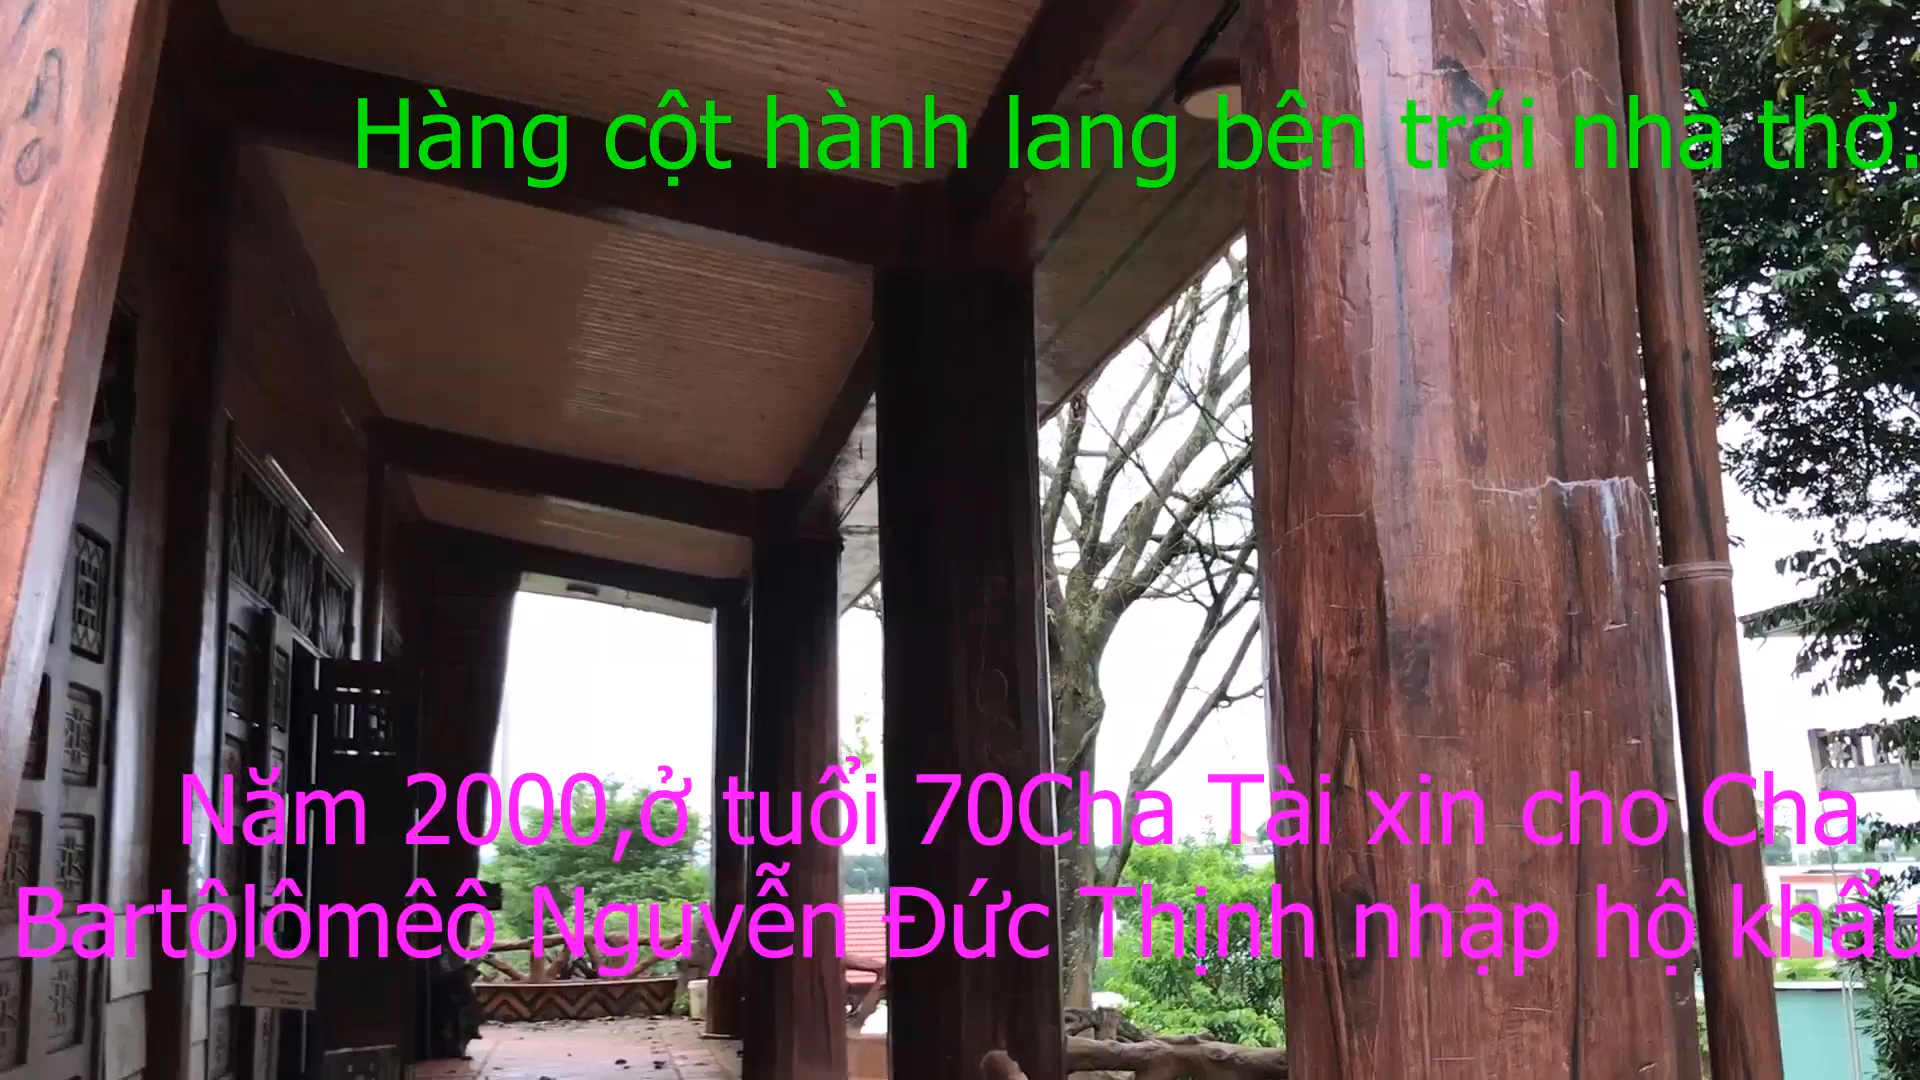 Hàng cột hành lang bên trái nhà thờ.
Năm 2000,ở tuổi 70Cha Tài xin cho Cha
Bartôlômêô Nguyễn Đức Thịnh nhập hộ khẩu